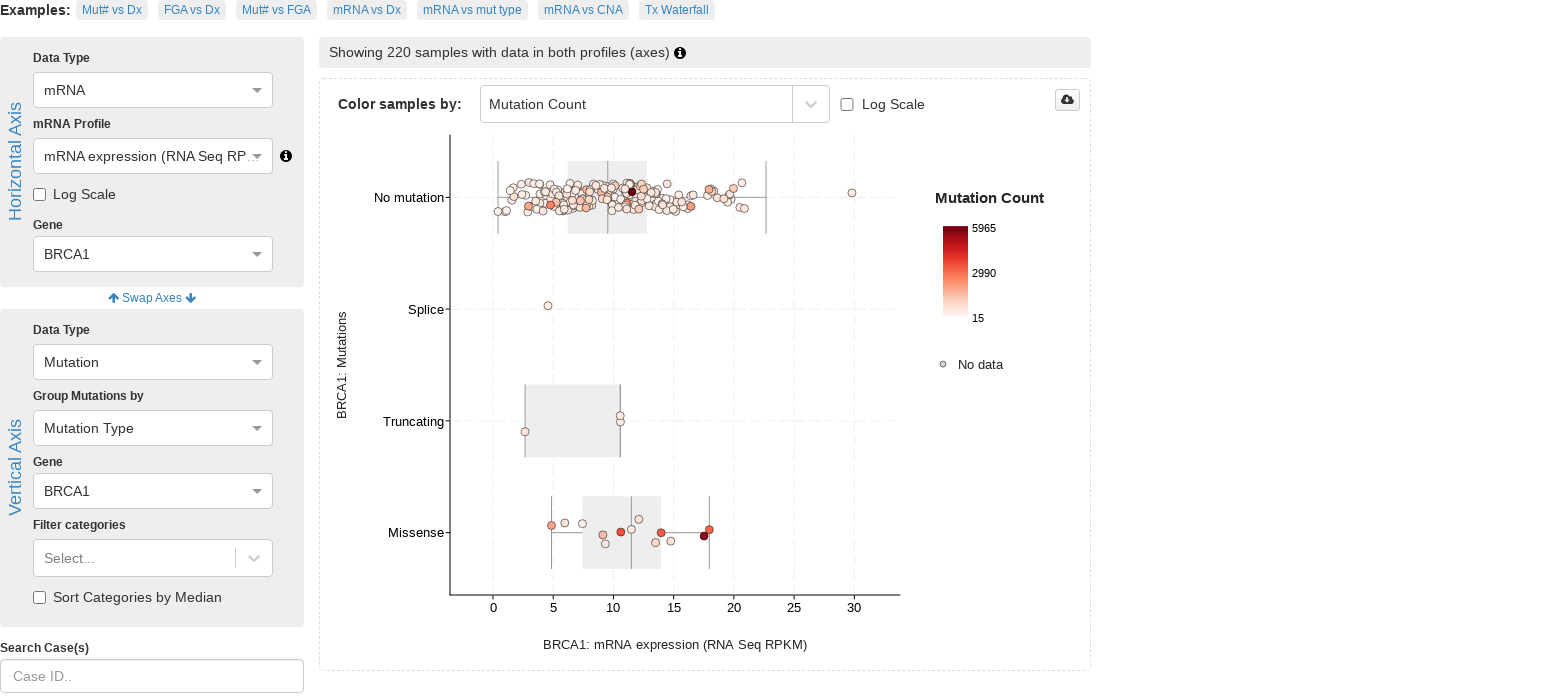 Examples: Mut# vs Dx FGA vs Dx Mut# vs FGA mRNA vs Dx mRNA vs mut type mRNA vs CNA Tx Waterfall
Horizontal Axis
Data Type
mRNA
mRNA Profile
mRNA expression (RNA Seq RP...
Log Scale
Gene
BRCA1
Swap Axes
Vertical Axis
Data Type
Mutation
Group Mutations by
Mutation Type
Gene
BRCA1
Filter categories
Select...
Sort Categories by Median
Search Case(s)
Case ID..
Showing 220 samples with data in both profiles (axes)
Color samples by: Mutation Count Log Scale
BRCA1: Mutations
No mutation
Splice
Truncating
Missense
0 5 10 15 20 25 30
BRCA1: mRNA expression (RNA Seq RPKM)
Mutation Count
5965
2990
15
No data